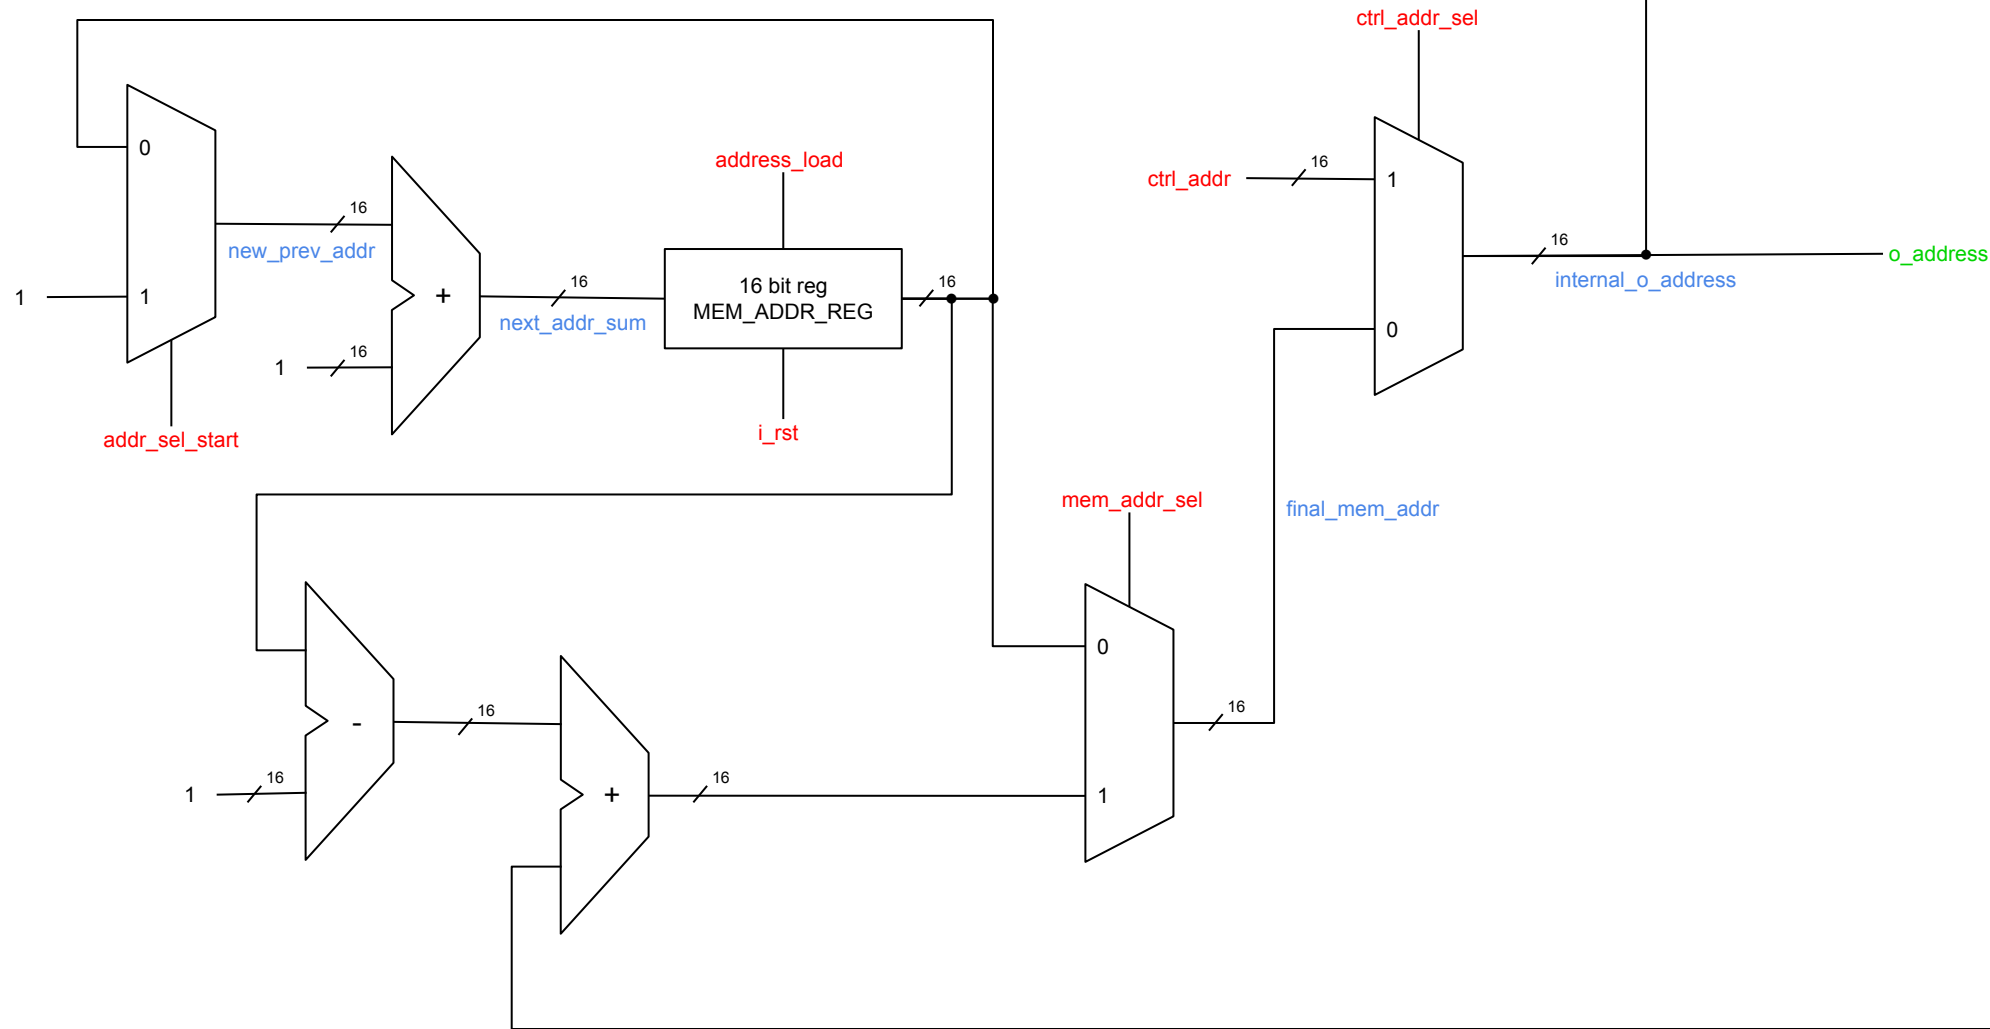 ctrl_addr_sel
0
address_load
16
ctrl_addr
1
16
new_prev_addr
16
o_address
1
1
+
16
next_addr_sum
16 bit reg
MEM_ADDR_REG
16
16
internal_o_address
0
1
16
addr_sel_start
i_rst
mem_addr_sel
final_mem_addr
0
16
-
16
1
16
+
16
1